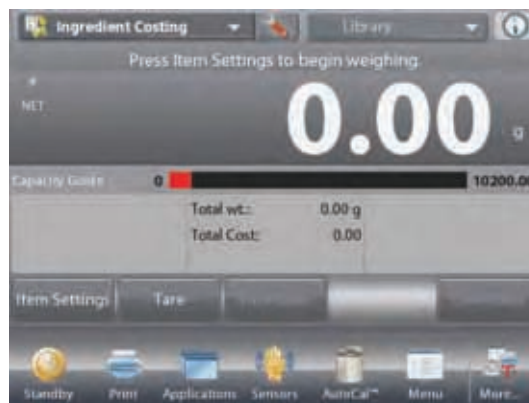 Ingredient Costing Library
Press Item Settings to begin weighing.
*
NET
0.00 g
Capacity Guide 0 10200.0
Total wt.: 0.00 g
Total Cost: 0.00
Item Settings Tare
Standby Print Applications Sensors AutoCal™ Menu More..